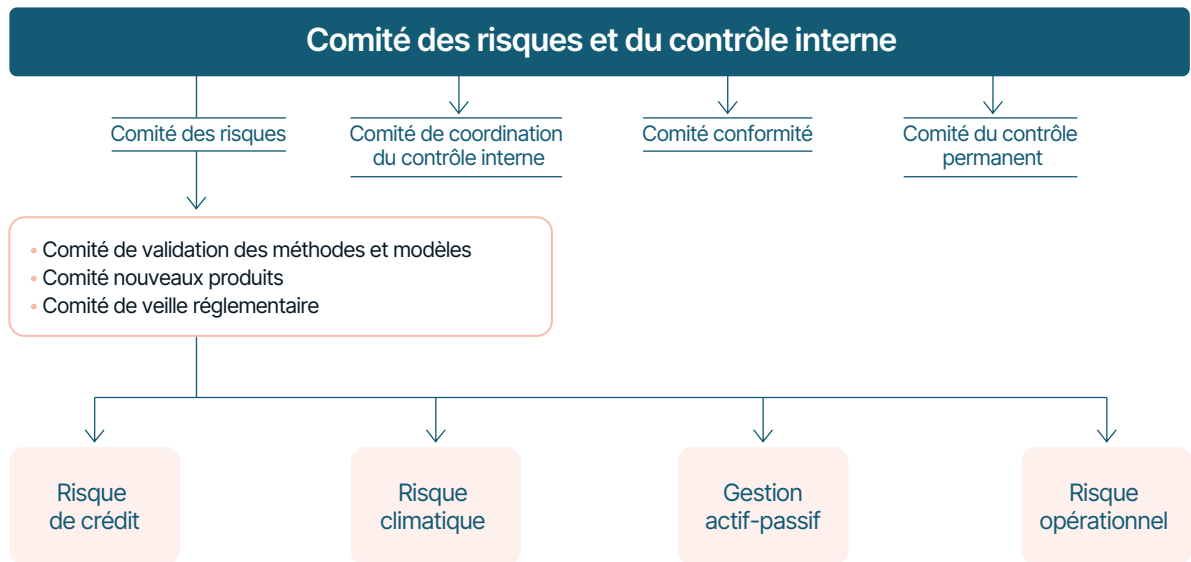 Comité des risques et du contrôle interne
Comité des risques
Comité de coordination
du contrôle interne
Comité conformité
Comité du contrôle
permanent
• Comité de validation des méthodes et modèles
• Comité nouveaux produits
• Comité de veille réglementaire
Risque
de crédit
Risque
climatique
Gestion
actif-passif
Risque
opérationnel